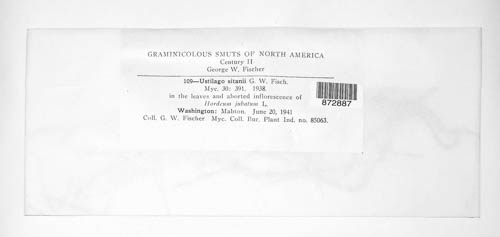 GRAMINICOLOUS SMUTS OF NORTH AMERICA
Century II
George W. Fischer
109—Ustilago sitanii G. W. Fisch.
Myc. 30: 391. 1938.
in the leaves and aborted inflorescences of
Hordeum jubatum L.
Washington: Mabton. June 20, 1941
Coll. G. W. Fischer Myc. Coll. Bur. Plant Ind. no. 85063.
872887